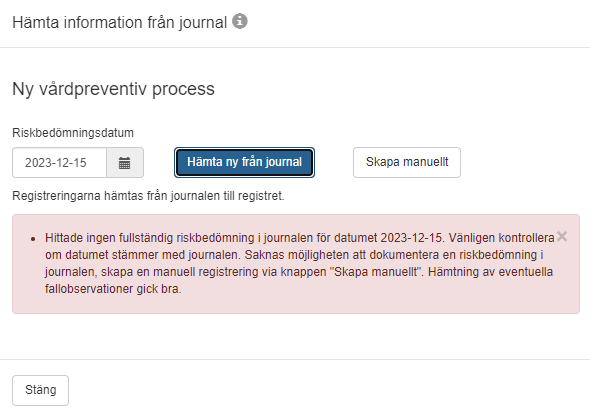 Hämta information från journal
Ny vårdpreventiv process
Riskbedömningsdatum
2023-12-15
Hämta ny från journal
Skapa manuellt
Registreringarna hämtas från journalen till registret.
Hittade ingen fullständig riskbedömning i journalen för datumet 2023-12-15. Vänligen kontrollera
om datumet stämmer med journalen. Saknas möjligheten att dokumentera en riskbedömning i
journalen, skapa en manuell registrering via knappen "Skapa manuellt". Hämtning av eventuella
fallobservationer gick bra.
Stäng